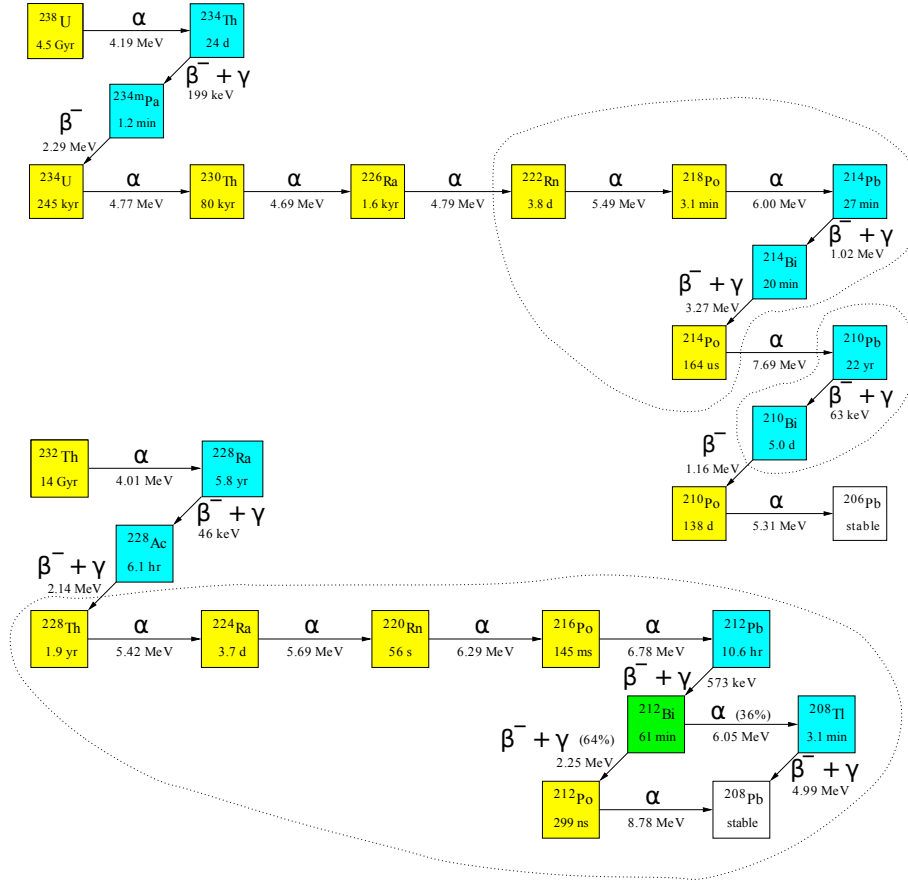 ²³⁸U α ²³⁴Th
4.5 Gyr 4.19 MeV 24 d
β⁻ + γ
199 keV
²³⁴ᵐPa
1.2 min
β⁻
2.29 MeV
²³⁴U α ²³⁰Th α ²²⁶Ra α ²²²Rn α ²¹⁸Po α ²¹⁴Pb
245 kyr 4.77 MeV 80 kyr 4.69 MeV 1.6 kyr 4.79 MeV 3.8 d 5.49 MeV 3.1 min 6.00 MeV 27 min
β⁻ + γ
1.02 MeV
²¹⁴Bi
20 min
β⁻ + γ
3.27 MeV
²¹⁴Po α ²¹⁰Pb
164 us 7.69 MeV 22 yr
β⁻ + γ
63 keV
²¹⁰Bi
5.0 d
β⁻
1.16 MeV
²¹⁰Po α ²⁰⁶Pb
138 d 5.31 MeV stable
²³²Th α ²²⁸Ra
14 Gyr 4.01 MeV 5.8 yr
β⁻ + γ
46 keV
²²⁸Ac
6.1 hr
β⁻ + γ
2.14 MeV
²²⁸Th α ²²⁴Ra α ²²⁰Rn α ²¹⁶Po α ²¹²Pb
1.9 yr 5.42 MeV 3.7 d 5.69 MeV 56 s 6.29 MeV 145 ms 6.78 MeV 10.6 hr
β⁻ + γ
573 keV
²¹²Bi α (36%) ²⁰⁸Tl
61 min 6.05 MeV 3.1 min
β⁻ + γ (64%)
2.25 MeV
β⁻ + γ
4.99 MeV
²¹²Po α ²⁰⁸Pb
299 ns 8.78 MeV stable